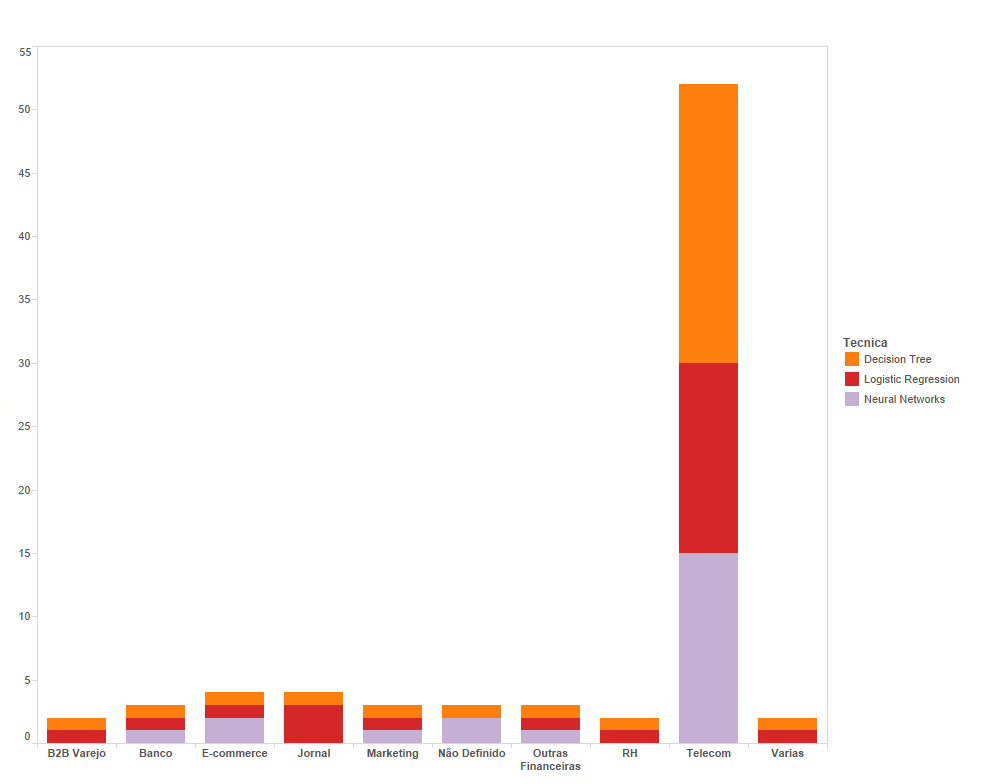 55
50
45
40
35
30
25
20
15
10
5
0
B2B Varejo
Banco
E-commerce
Jornal
Marketing
Não Definido
Outras
Financeiras
RH
Telecom
Varias
Tecnica
Decision Tree
Logistic Regression
Neural Networks